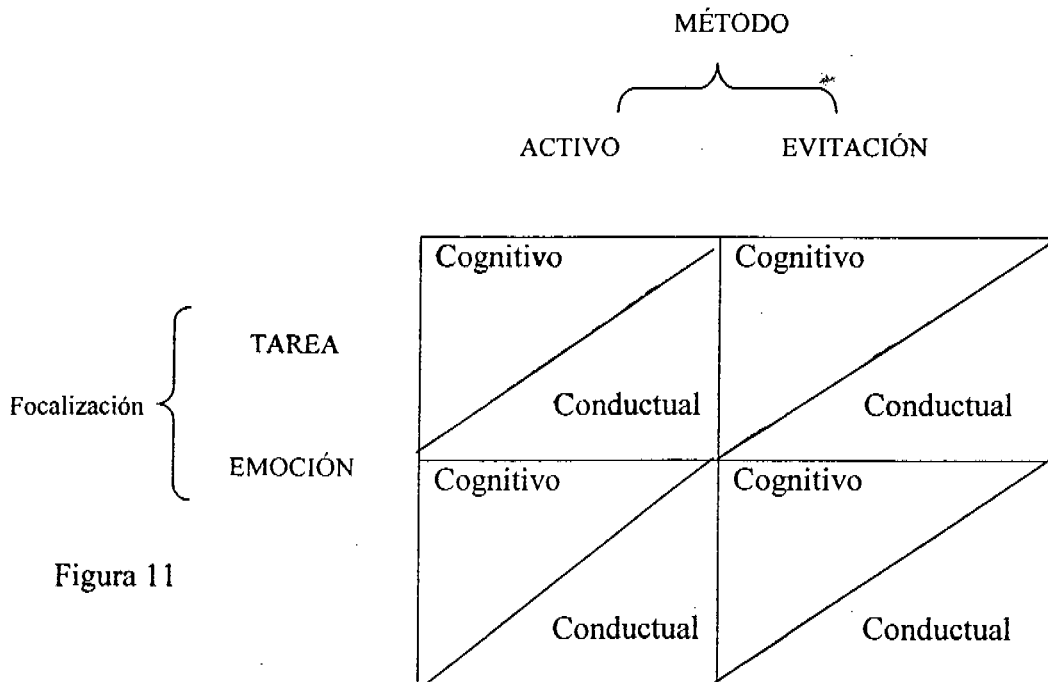 MÉTODO
ACTIVO EVITACIÓN
Cognitivo Cognitivo
TAREA
Focalización
Conductual Conductual
EMOCIÓN
Cognitivo Cognitivo
Figura 11
Conductual Conductual